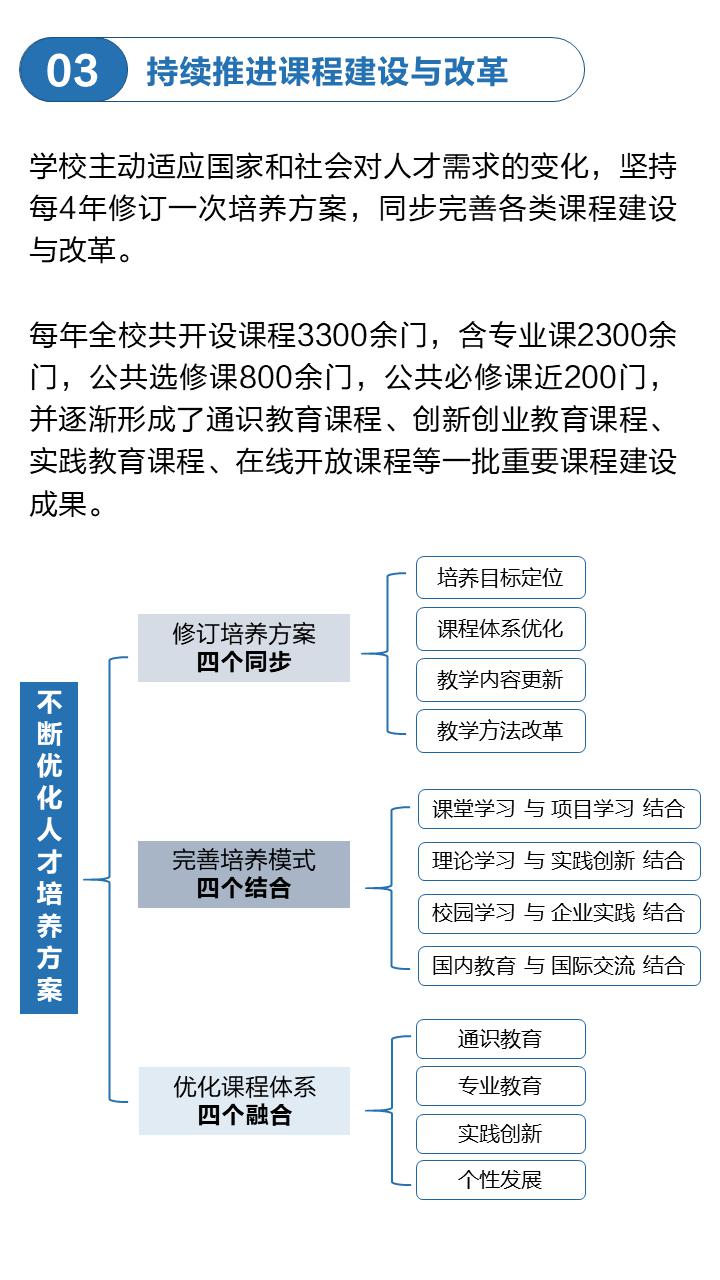 03 持续推进课程建设与改革
学校主动适应国家和社会对人才需求的变化，坚持
每4年修订一次培养方案，同步完善各类课程建设
与改革。
每年全校共开设课程3300余门，含专业课2300余
门，公共选修课800余门，公共必修课近200门，
并逐渐形成了通识教育课程、创新创业教育课程、
实践教育课程、在线开放课程等一批重要课程建设
成果。
不断优化人才培养方案
修订培养方案
四个同步
培养目标定位
课程体系优化
教学内容更新
教学方法改革
完善培养模式
四个结合
课堂学习 与 项目学习 结合
理论学习 与 实践创新 结合
校园学习 与 企业实践 结合
国内教育 与 国际交流 结合
优化课程体系
四个融合
通识教育
专业教育
实践创新
个性发展